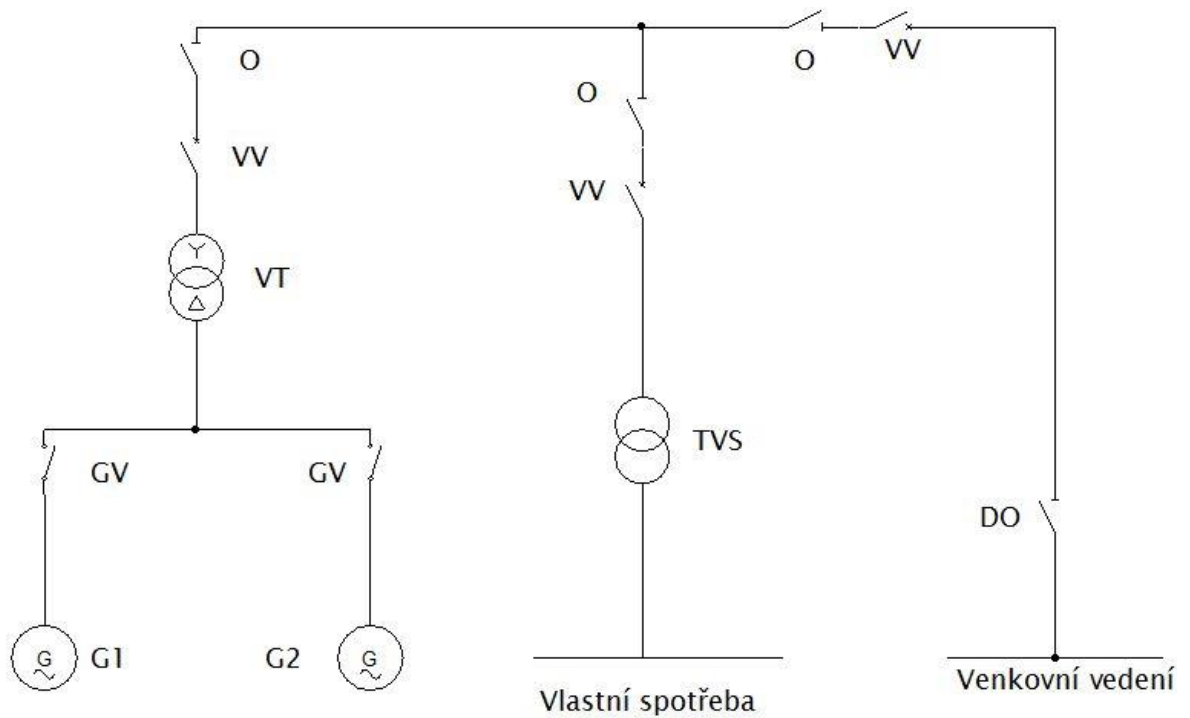 O
O
VV
O
VV
VV
VT
TVS
GV
GV
DO
G
G1
G2
G
Vlastní spotřeba
Venkovní vedení